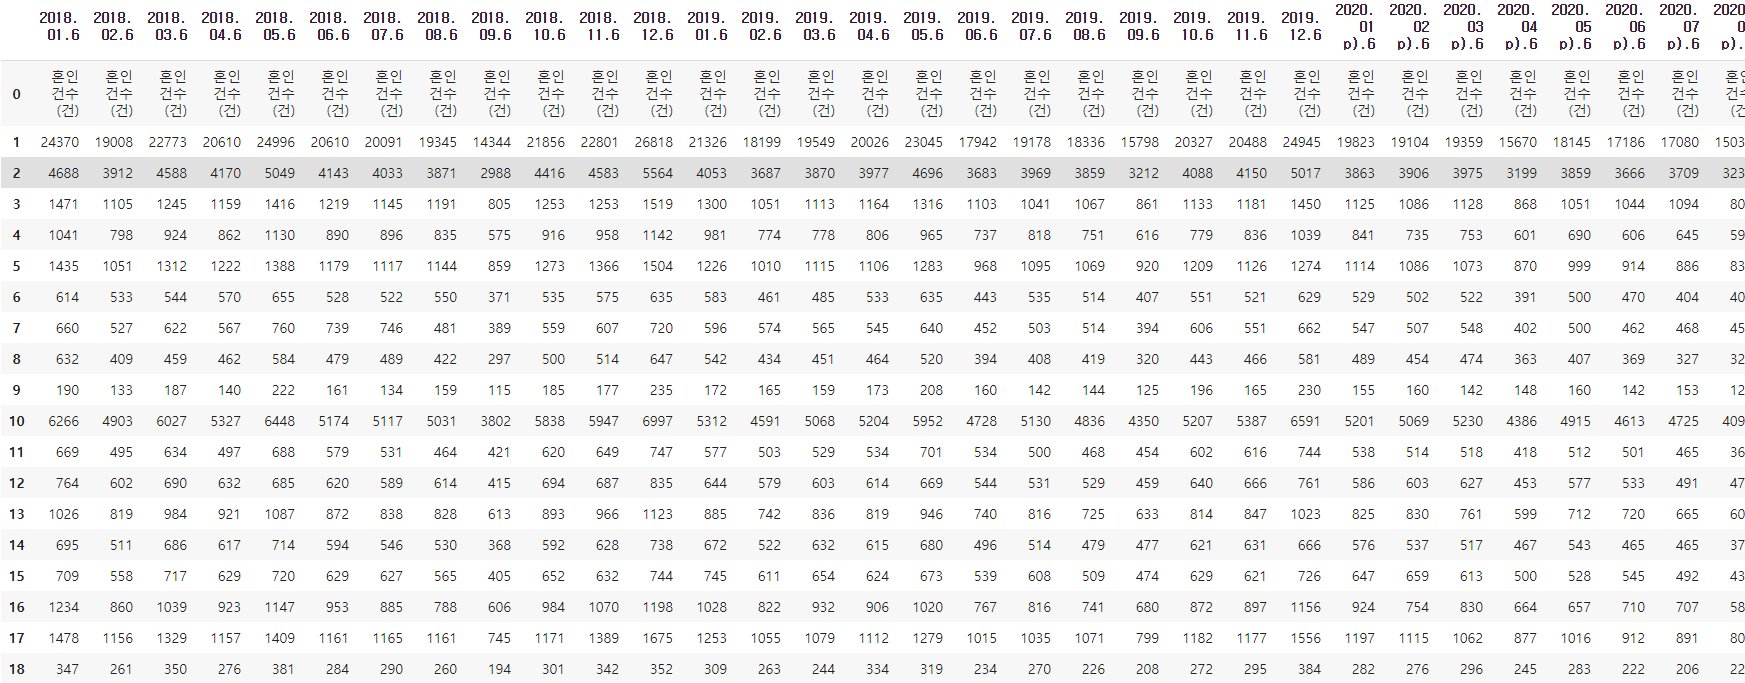 2018. 2018. 2018. 2018. 2018. 2018. 2018. 2018. 2018. 2018. 2018. 2018. 2019. 2019. 2019. 2019. 2019. 2019. 2019. 2019. 2019. 2019. 2019. 2019. 2020. 2020. 2020. 2020. 2020. 2020. 2020. 2020
01.6 02.6 03.6 04.6 05.6 06.6 07.6 08.6 09.6 10.6 11.6 12.6 01.6 02.6 03.6 04.6 05.6 06.6 07.6 08.6 09.6 10.6 11.6 12.6 01 02 03 04 05 06 07 0
p).6 p).6 p).6 p).6 p).6 p).6 p).6 p).
혼인 혼인 혼인 혼인 혼인 혼인 혼인 혼인 혼인 혼인 혼인 혼인 혼인 혼인 혼인 혼인 혼인 혼인 혼인 혼인 혼인 혼인 혼인 혼인 혼인 혼인 혼인 혼인 혼인 혼인 혼인 혼인
0 건수 건수 건수 건수 건수 건수 건수 건수 건수 건수 건수 건수 건수 건수 건수 건수 건수 건수 건수 건수 건수 건수 건수 건수 건수 건수 건수 건수 건수 건수 건수 건수
(건) (건) (건) (건) (건) (건) (건) (건) (건) (건) (건) (건) (건) (건) (건) (건) (건) (건) (건) (건) (건) (건) (건) (건) (건) (건) (건) (건) (건) (건) (건) (건
1 24370 19008 22773 20610 24996 20610 20091 19345 14344 21856 22801 26818 21326 18199 19549 20026 23045 17942 19178 18336 15798 20327 20488 24945 19823 19104 19359 15670 18145 17186 17080 1503
2 4688 3912 4588 4170 5049 4143 4033 3871 2988 4416 4583 5564 4053 3687 3870 3977 4696 3683 3969 3859 3212 4088 4150 5017 3863 3906 3975 3199 3859 3666 3709 323
3 1471 1105 1245 1159 1416 1219 1145 1191 805 1253 1253 1519 1300 1051 1113 1164 1316 1103 1041 1067 861 1133 1181 1450 1125 1086 1128 868 1051 1044 1094 80
4 1041 798 924 862 1130 890 896 835 575 916 958 1142 981 774 778 806 965 737 818 751 616 779 836 1039 841 735 753 601 690 606 645 59
5 1435 1051 1312 1222 1388 1179 1117 1144 859 1273 1366 1504 1226 1010 1115 1106 1283 968 1095 1069 920 1209 1126 1274 1114 1086 1073 870 999 914 886 83
6 614 533 544 570 655 528 522 550 371 535 575 635 583 461 485 533 635 443 535 514 407 551 521 629 529 502 522 391 500 470 404 40
7 660 527 622 567 760 739 746 481 389 559 607 720 596 574 565 545 640 452 503 514 394 606 551 662 547 507 548 402 500 462 468 45
8 632 409 459 462 584 479 489 422 297 500 514 647 542 434 451 464 520 394 408 419 320 443 466 581 489 454 474 363 407 369 327 32
9 190 133 187 140 222 161 134 159 115 185 177 235 172 165 159 173 208 160 142 144 125 196 165 230 155 160 142 148 160 142 153 12
10 6266 4903 6027 5327 6448 5174 5117 5031 3802 5838 5947 6997 5312 4591 5068 5204 5952 4728 5130 4836 4350 5207 5387 6591 5201 5069 5230 4386 4915 4613 4725 409
11 669 495 634 497 688 579 531 464 421 620 649 747 577 503 529 534 701 534 500 468 454 602 616 744 538 514 518 418 512 501 465 36
12 764 602 690 632 685 620 589 614 415 694 687 835 644 579 603 614 669 544 531 529 459 640 666 761 586 603 627 453 577 533 491 47
13 1026 819 984 921 1087 872 838 828 613 893 966 1123 885 742 836 819 946 740 816 725 633 814 847 1023 825 830 761 599 712 720 665 60
14 695 511 686 617 714 594 546 530 368 592 628 738 672 522 632 615 680 496 514 479 477 621 631 666 576 537 517 467 543 465 465 37
15 709 558 717 629 720 629 627 565 405 652 632 744 745 611 654 624 673 539 608 509 474 629 621 726 647 659 613 500 528 545 492 43
16 1234 860 1039 923 1147 953 885 788 606 984 1070 1198 1028 822 932 906 1020 767 816 741 680 872 897 1156 924 754 830 664 657 710 707 58
17 1478 1156 1329 1157 1409 1161 1165 1161 745 1171 1389 1675 1253 1055 1079 1112 1279 1015 1035 1071 799 1182 1177 1556 1197 1115 1062 877 1016 912 891 80
18 347 261 350 276 381 284 290 260 194 301 342 352 309 263 244 334 319 234 270 226 208 272 295 384 282 276 296 245 283 222 206 22